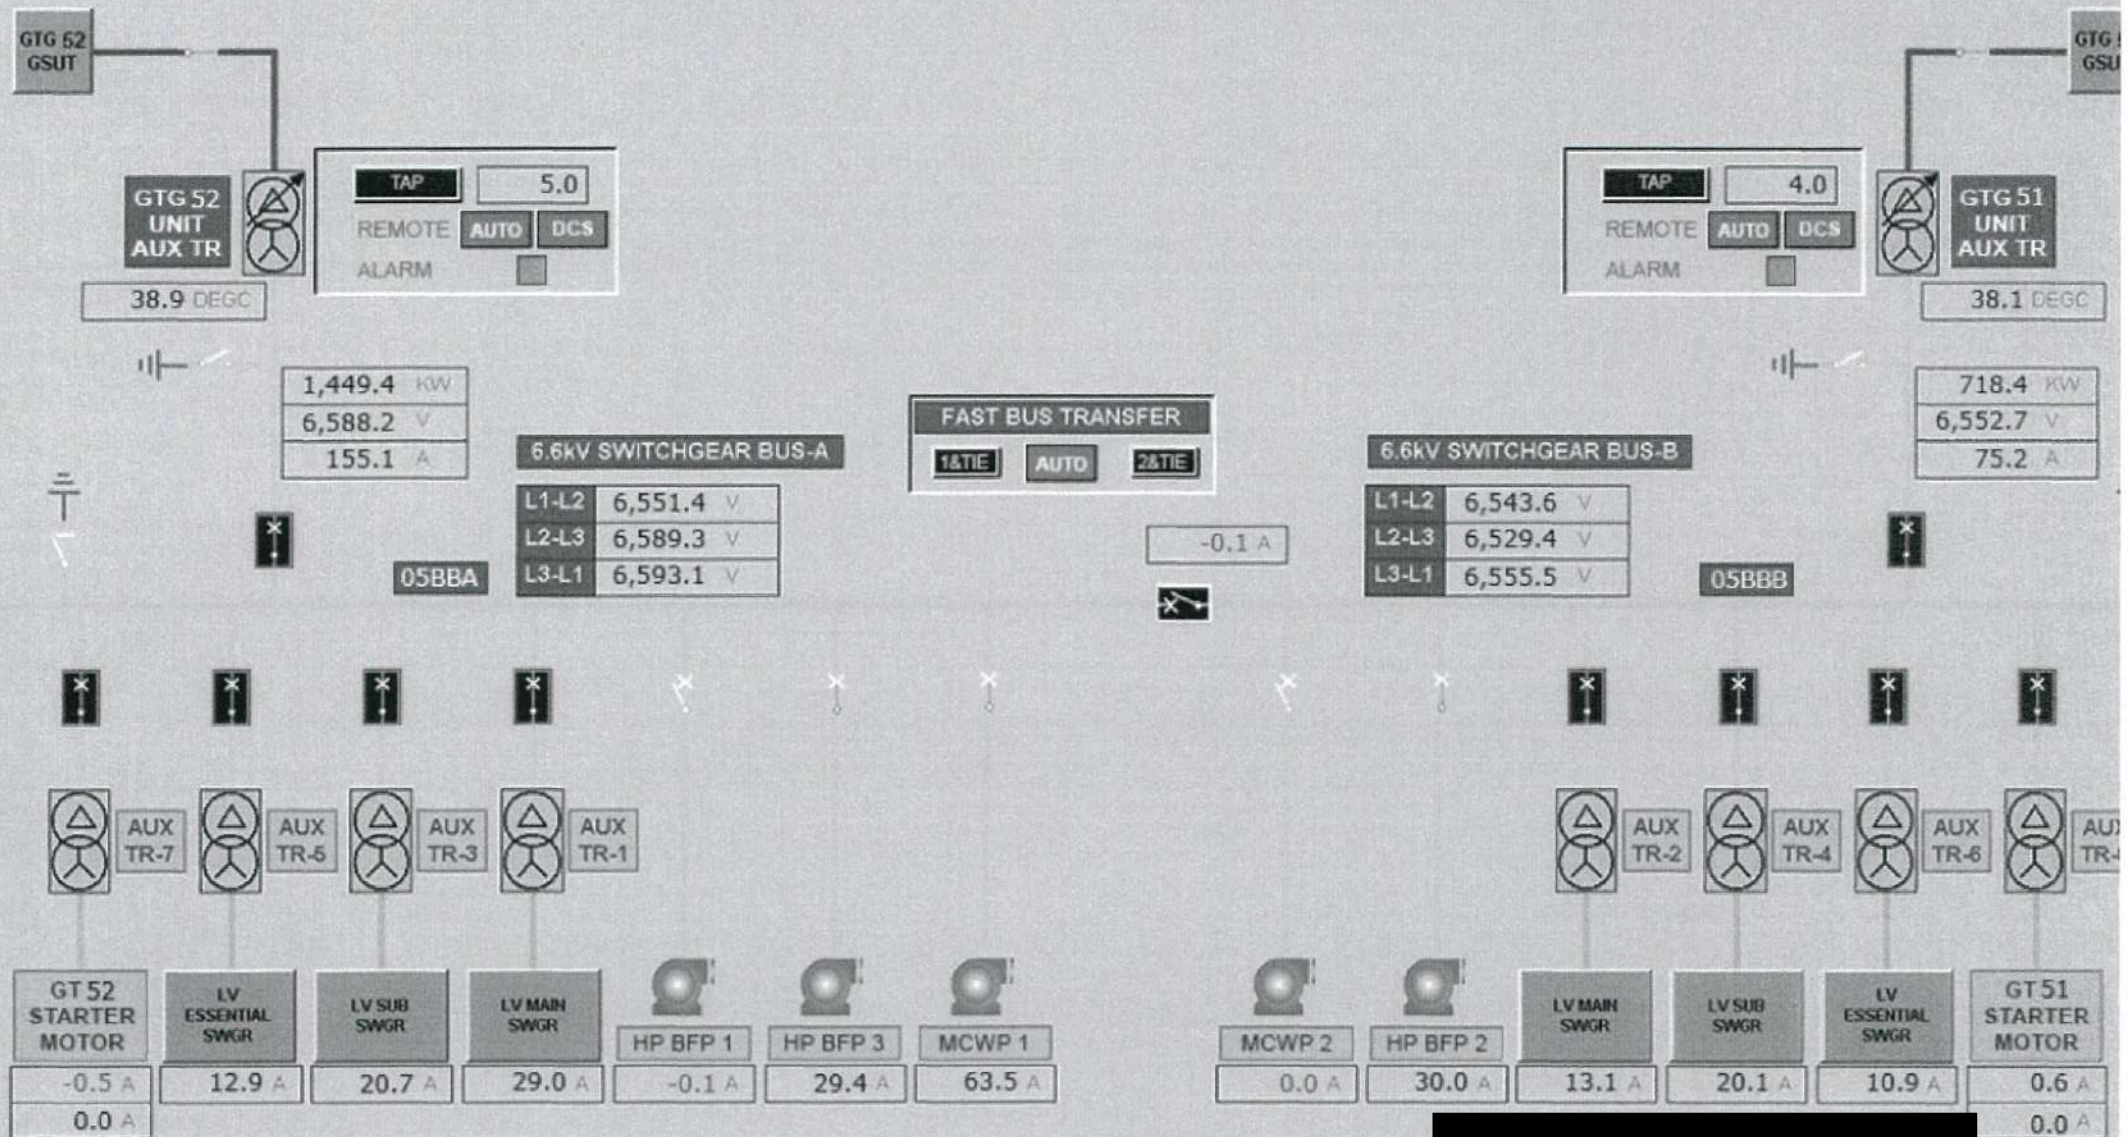 GTG 52
GSUT
GTG
GSU
TAP 5.0
REMOTE AUTO DCS
ALARM
GTG 52
UNIT
AUX TR
38.9 DEGC
TAP 4.0
REMOTE AUTO DCS
ALARM
GTG 51
UNIT
AUX TR
38.1 DEGC
1,449.4 KW
6,588.2 V
155.1 A
718.4 KW
6,552.7 V
75.2 A
FAST BUS TRANSFER
1&TIE AUTO 2&TIE
6.6kV SWITCHGEAR BUS-A
L1-L2 6,551.4 V
L2-L3 6,589.3 V
L3-L1 6,593.1 V
05BBA
-0.1 A
6.6kV SWITCHGEAR BUS-B
L1-L2 6,543.6 V
L2-L3 6,529.4 V
L3-L1 6,555.5 V
05BBB
AUX
TR-7
AUX
TR-5
AUX
TR-3
AUX
TR-1
AUX
TR-2
AUX
TR-4
AUX
TR-6
GT 52
STARTER
MOTOR
-0.5 A
0.0 A
LV
ESSENTIAL
SWGR
12.9 A
LV SUB
SWGR
20.7 A
LV MAIN
SWGR
29.0 A
HP BFP 1
-0.1 A
HP BFP 3
29.4 A
MCWP 1
63.5 A
MCWP 2
0.0 A
HP BFP 2
30.0 A
LV MAIN
SWGR
13.1 A
LV SUB
SWGR
20.1 A
LV
ESSENTIAL
SWGR
10.9 A
GT 51
STARTER
MOTOR
0.6 A
0.0 A